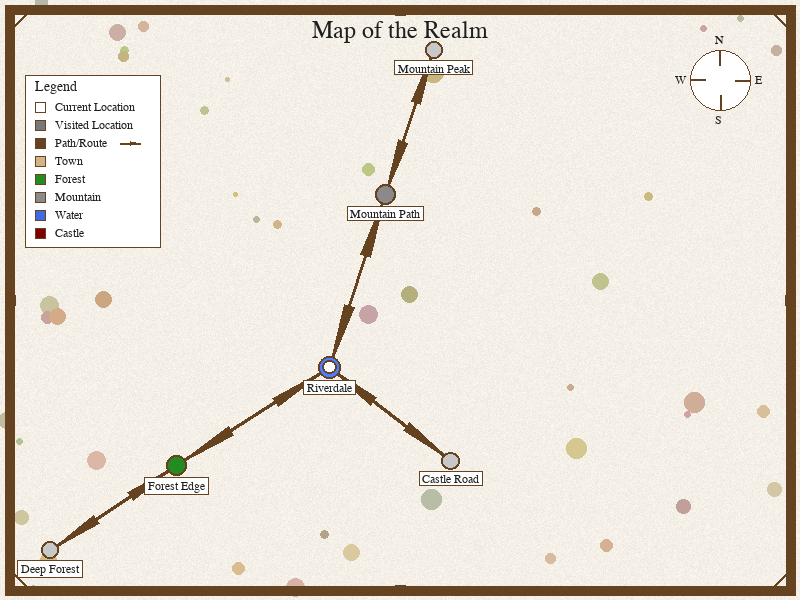 Map of the Realm
N
Mountain Peak
W
E
S
Legend
Current Location
Visited Location
Path/Route
Town
Forest
Mountain
Water
Castle
Mountain Path
Riverdale
Castle Road
Forest Edge
Deep Forest